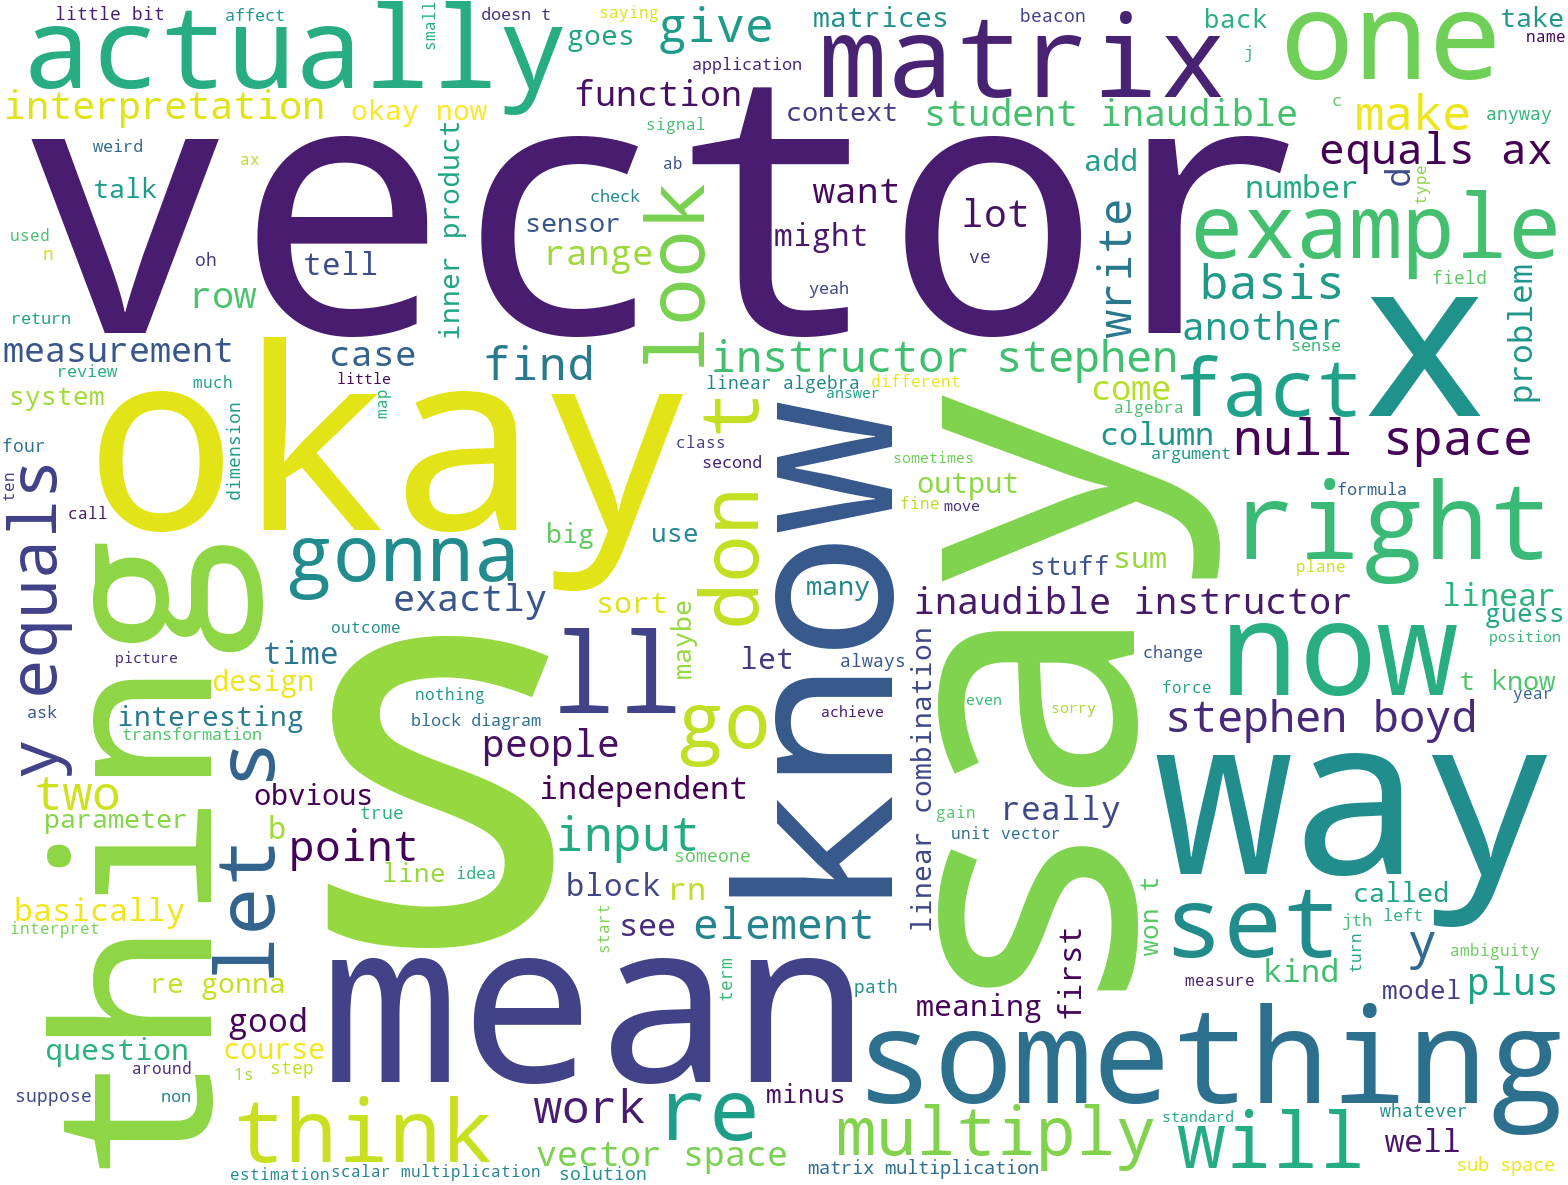 little bit
affect
actually
small
doesn t
goes
saying
give
matrices
matrix
beacon
back
one
take
name
j
application
interpretation
okay now
function
context
student inaudible
c
make
anyway
weird
ax
vector
inner product
signal
ab
check
look
want
add
equals ax
talk
number
d
type
used
n
oh
tell
sensor
range
might
lot
ve
write
example
row
yeah
basis
field
return
measurement
case
find
instructor stephen
another
sense
problem
x
review
much
little
map
linear algebra
different
answer
come
fact
algebra
system
okay
don t
know
say
column
null space
argument
four
dimension
class
second
sometimes
output
ten
y equals
call
fine
move
formula
right
thing
gonna
big
use
stuff
sum
plane
many
exactly
sort
inaudible instructor
linear
guess
outcome
time
s
ll
maybe
let
always
linear combination
change
now
position
picture
design
nothing
t know
force
year
ask
interesting
block diagram
go
achieve
even
sorry
stephen boyd
transformation
let s
people
way
two
obvious
independent
really
parameter
b
true
input
gain
unit vector
point
someone
line
idea
block
rn
basically
called
interpret
see
element
start
won t
set
jth
left
y
turn
ambiguity
re gonna
mean
term
path
meaning
first
measure
kind
model
plus
good
question
course
something
around
1s
step
suppose
non
think
work
re
minus
multiply
standard
will
whatever
well
vector space
estimation
scalar multiplication
solution
matrix multiplication
sub space